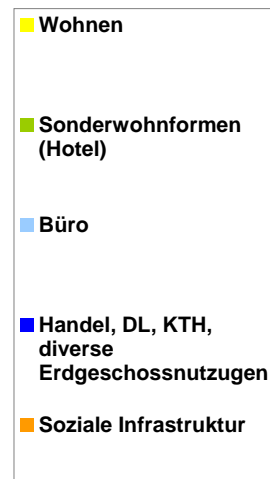 Wohnen
Sonderwohnformen
(Hotel)
Büro
Handel, DL, KTH,
diverse
Erdgeschossnutzugen
Soziale Infrastruktur